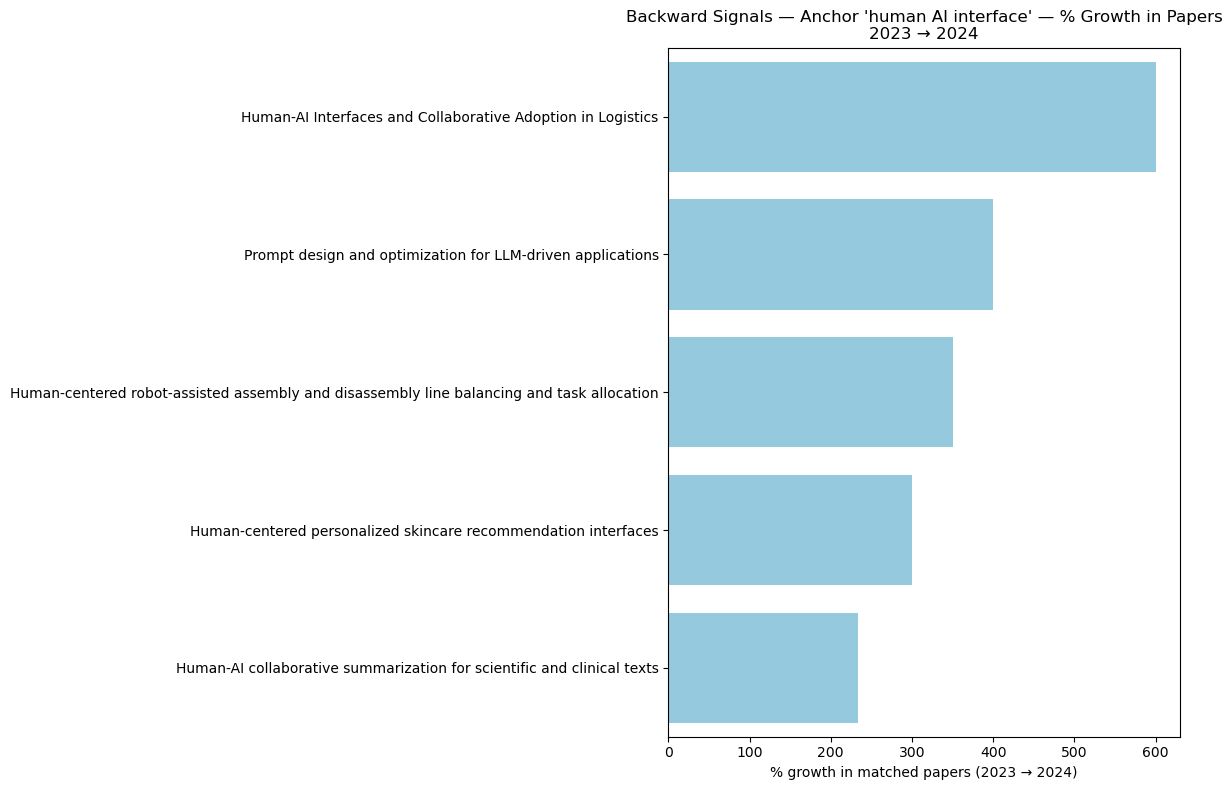 Backward Signals — Anchor 'human AI interface' — % Growth in Papers
2023 → 2024
Human-AI Interfaces and Collaborative Adoption in Logistics
Prompt design and optimization for LLM-driven applications
Human-centered robot-assisted assembly and disassembly line balancing and task allocation
Human-centered personalized skincare recommendation interfaces
Human-AI collaborative summarization for scientific and clinical texts
0 100 200 300 400 500 600
% growth in matched papers (2023 → 2024)